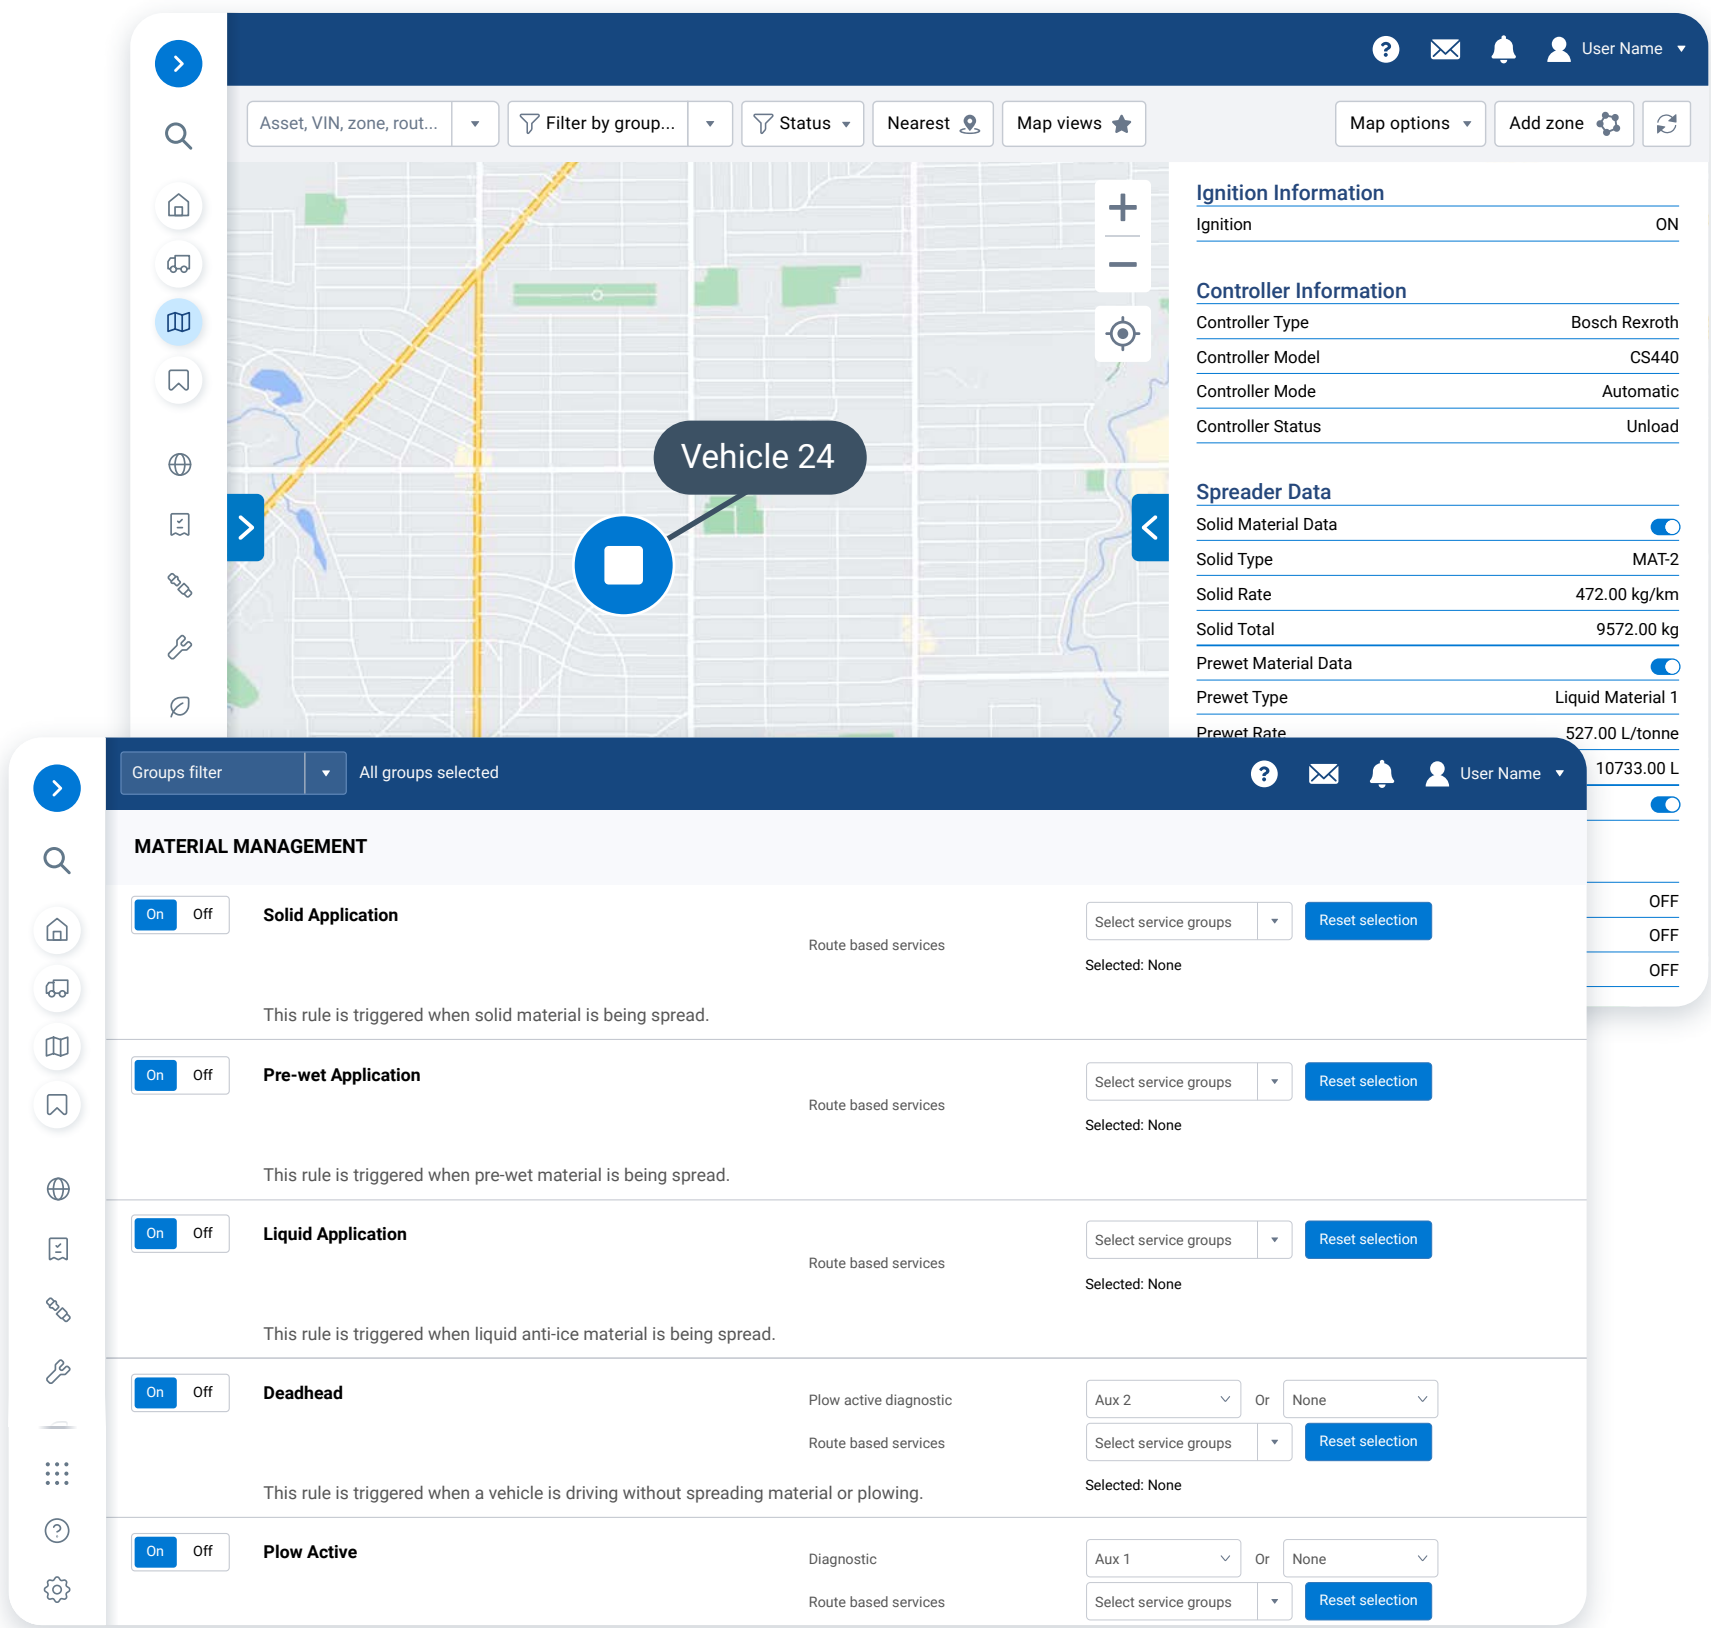 User Name
Asset, VIN, zone, rout...
Filter by group...
Status
Nearest
Map views
Map options
Add zone
Vehicle 24
Ignition Information
Ignition ON
Controller Information
Controller Type Bosch Rexroth
Controller Model CS440
Controller Mode Automatic
Controller Status Unload
Spreader Data
Solid Material Data
Solid Type MAT-2
Solid Rate 472.00 kg/km
Solid Total 9572.00 kg
Prewet Material Data
Prewet Type Liquid Material 1
Prewet Rate 527.00 L/tonne
10733.00 L
OFF
OFF
OFF
Groups filter
All groups selected
User Name
MATERIAL MANAGEMENT
On Off Solid Application
Select service groups Reset selection
Route based services
Selected: None
This rule is triggered when solid material is being spread.
On Off Pre-wet Application
Select service groups Reset selection
Route based services
Selected: None
This rule is triggered when pre-wet material is being spread.
On Off Liquid Application
Select service groups Reset selection
Route based services
Selected: None
This rule is triggered when liquid anti-ice material is being spread.
On Off Deadhead
Plow active diagnostic Aux 2 Or None
Route based services Select service groups Reset selection
Selected: None
This rule is triggered when a vehicle is driving without spreading material or plowing.
On Off Plow Active
Diagnostic Aux 1 Or None
Route based services Select service groups Reset selection